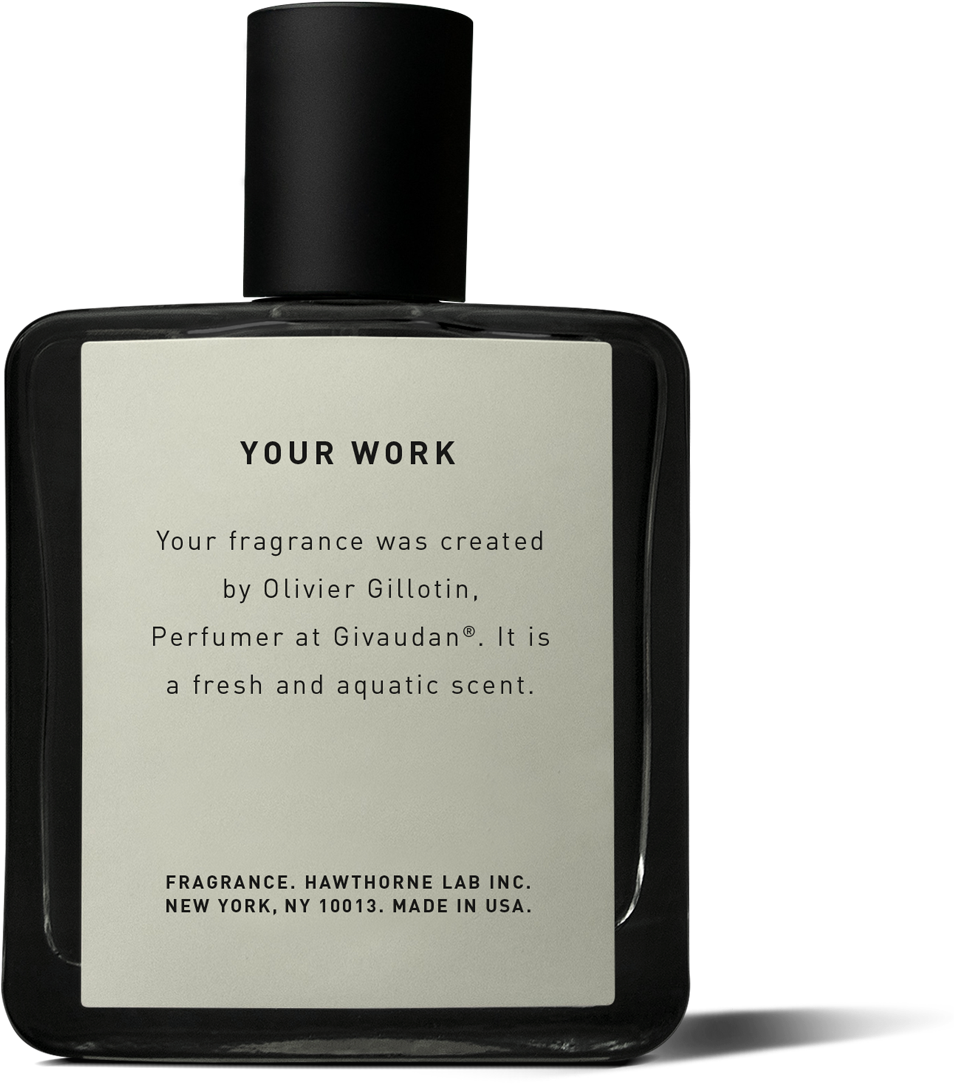 YOUR WORK
Your fragrance was created
by Olivier Gillotin,
Perfumer at Givaudan®. It is
a fresh and aquatic scent.
FRAGRANCE. HAWTHORNE LAB INC.
NEW YORK, NY 10013. MADE IN USA.